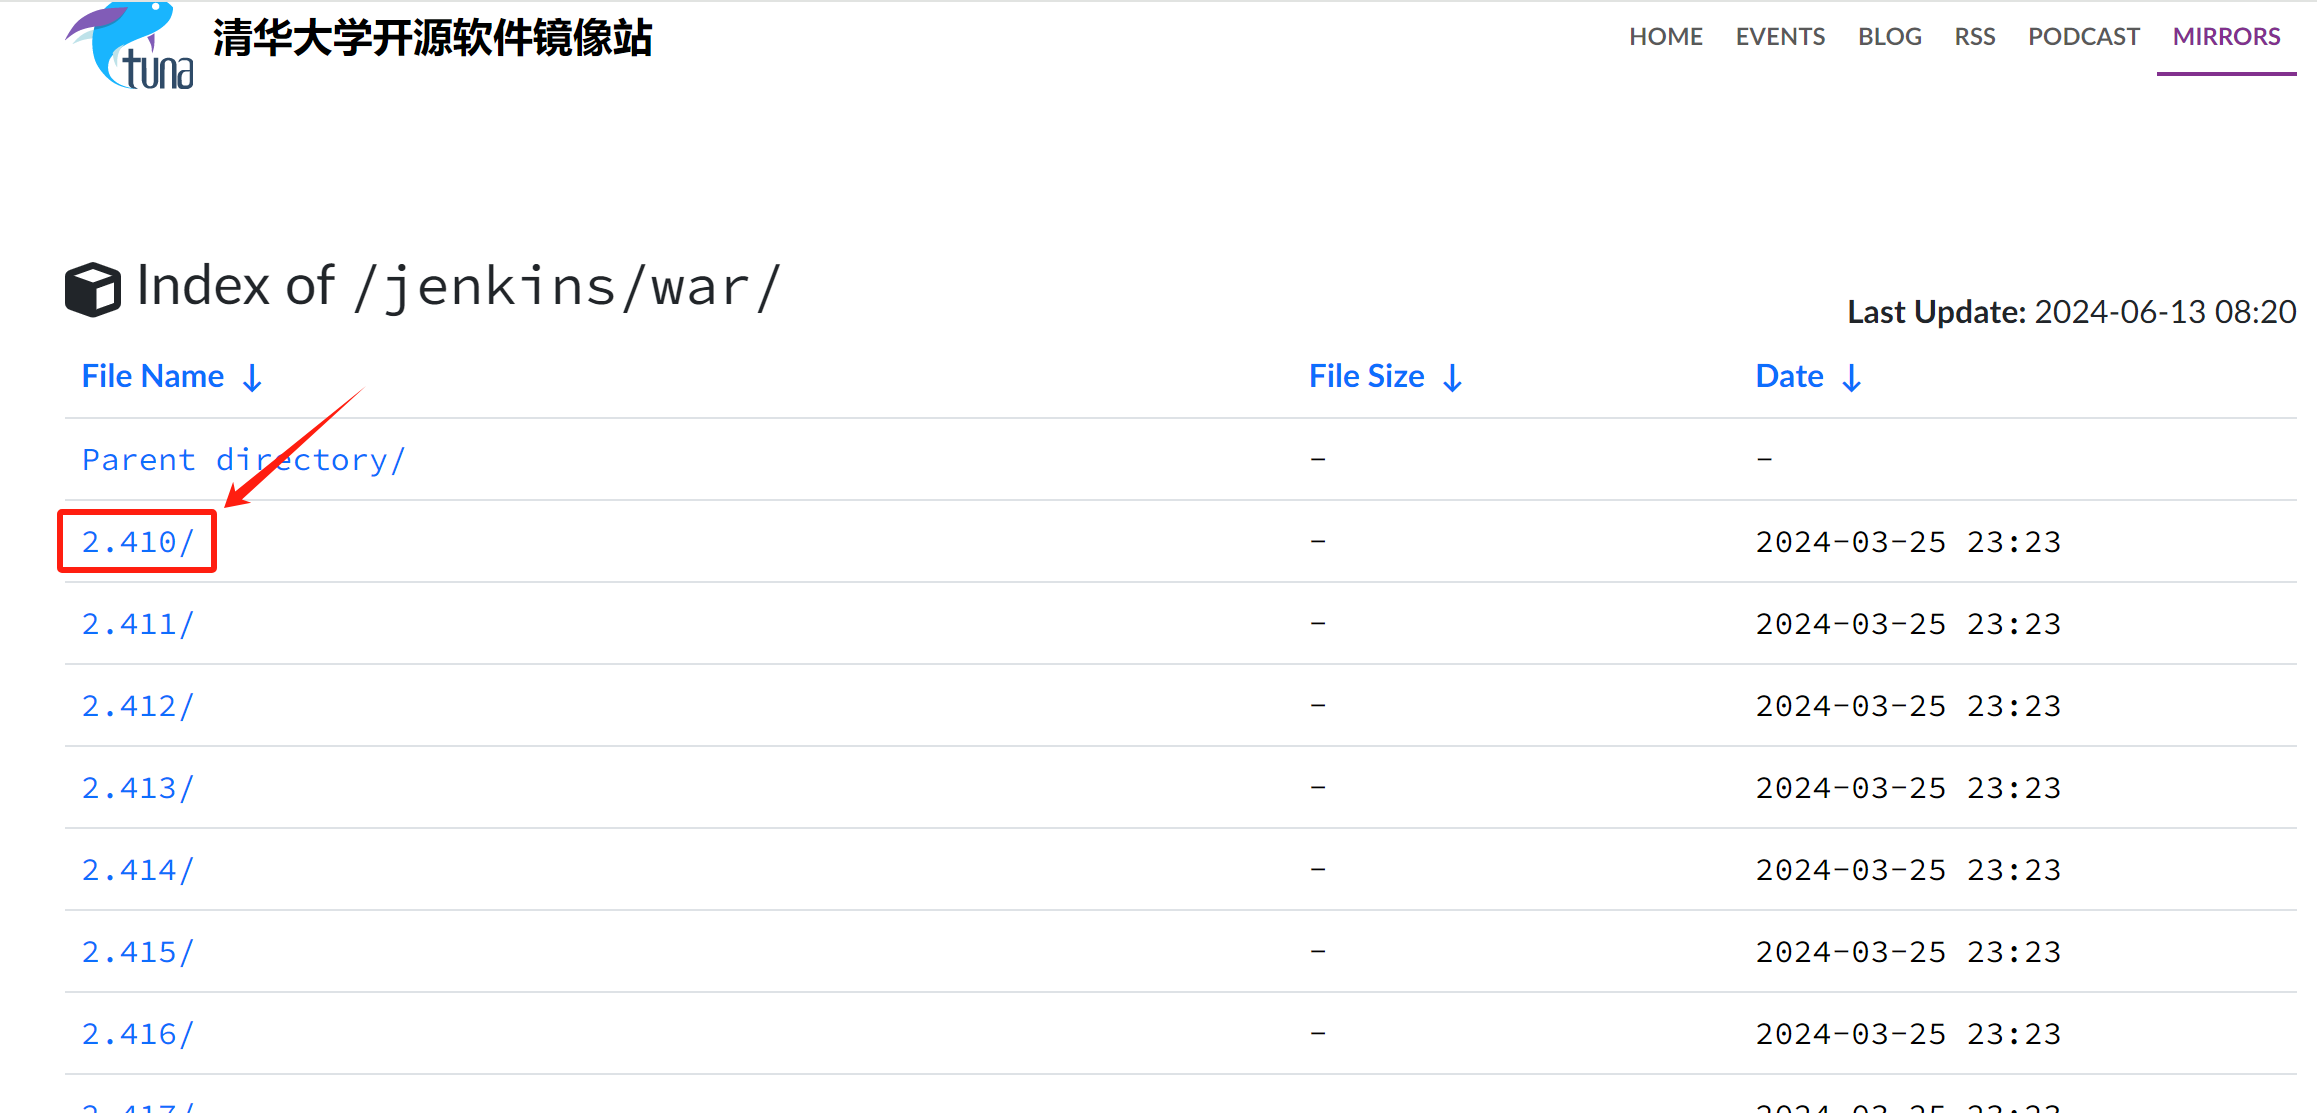 tuna 清华大学开源软件镜像站 HOME EVENTS BLOG RSS PODCAST MIRRORS
Index of /jenkins/war/
Last Update: 2024-06-13 08:20
File Name ↓ File Size ↓ Date ↓
Parent directory/ - -
2.410/ - 2024-03-25 23:23
2.411/ - 2024-03-25 23:23
2.412/ - 2024-03-25 23:23
2.413/ - 2024-03-25 23:23
2.414/ - 2024-03-25 23:23
2.415/ - 2024-03-25 23:23
2.416/ - 2024-03-25 23:23